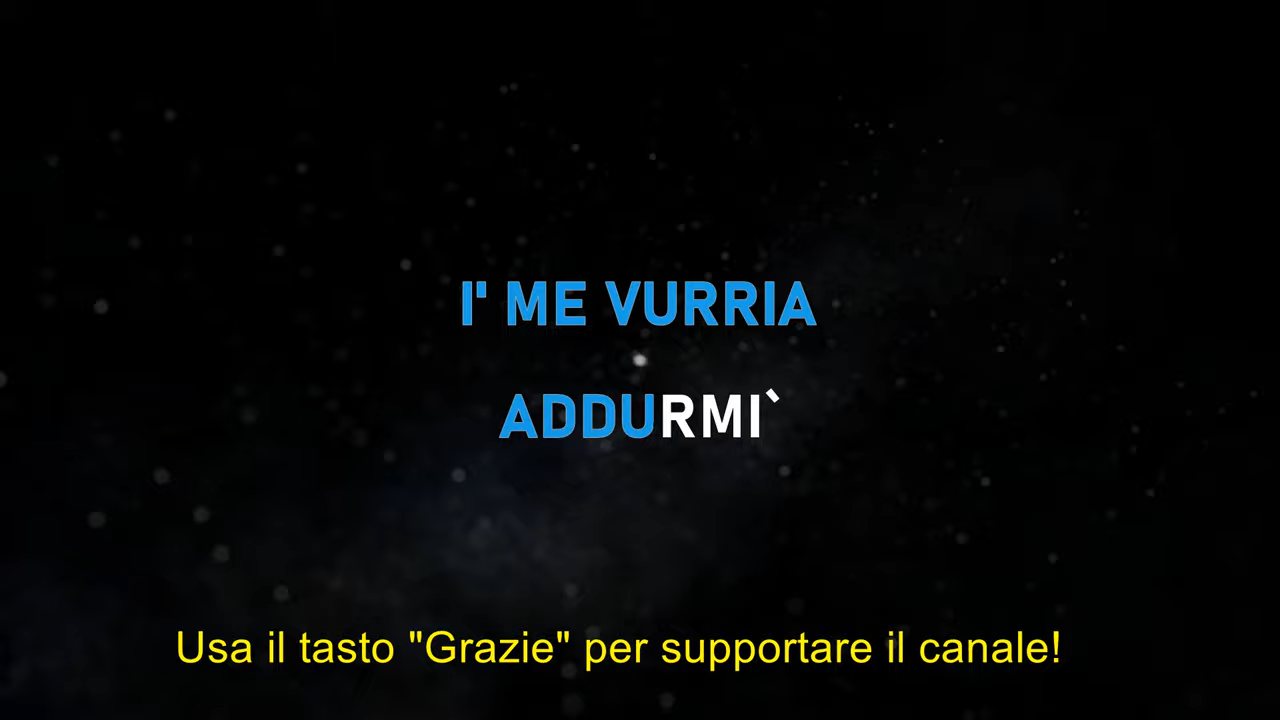 I' ME VURRIA
ADDURMI`
Usa il tasto "Grazie" per supportare il canale!